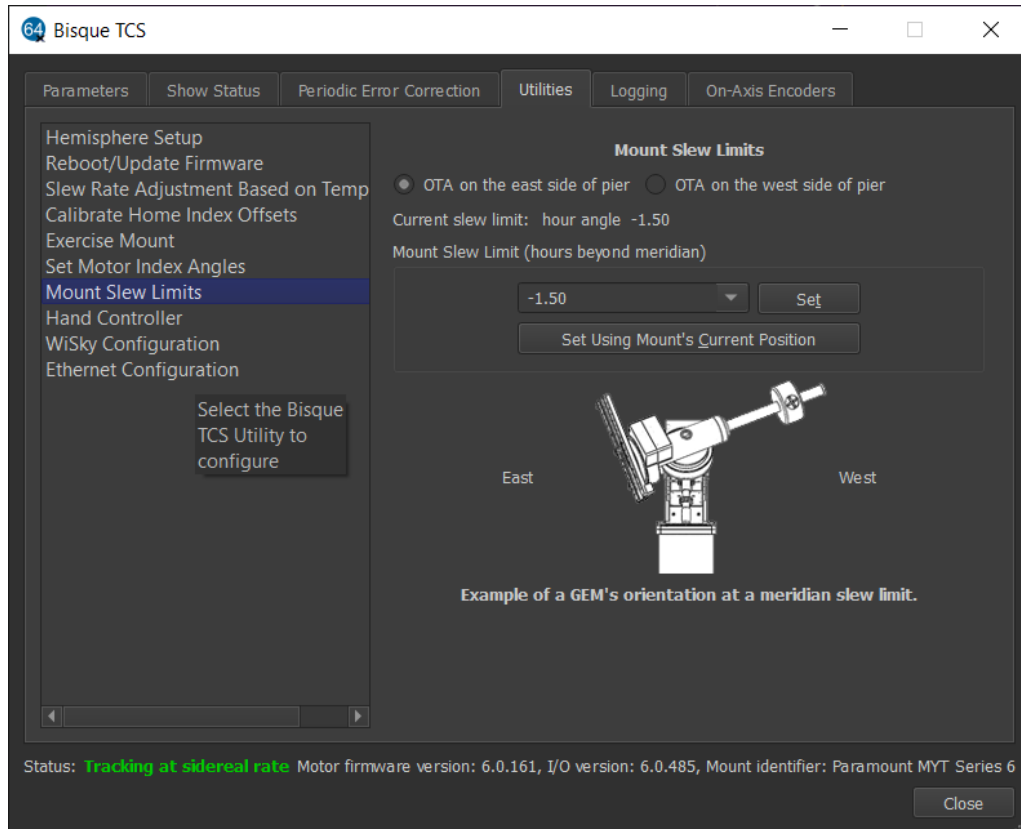 64 Bisque TCS
Parameters Show Status Periodic Error Correction Utilities Logging On-Axis Encoders
Hemisphere Setup
Reboot/Update Firmware
Slew Rate Adjustment Based on Temp
Calibrate Home Index Offsets
Exercise Mount
Set Motor Index Angles
Mount Slew Limits
Hand Controller
WiSky Configuration
Ethernet Configuration
Select the Bisque
TCS Utility to
configure
Mount Slew Limits
OTA on the east side of pier OTA on the west side of pier
Current slew limit: hour angle -1.50
Mount Slew Limit (hours beyond meridian)
-1.50 Set
Set Using Mount's Current Position
East West
Example of a GEM's orientation at a meridian slew limit.
Status: Tracking at sidereal rate Motor firmware version: 6.0.161, I/O version: 6.0.485, Mount identifier: Paramount MYT Series 6
Close